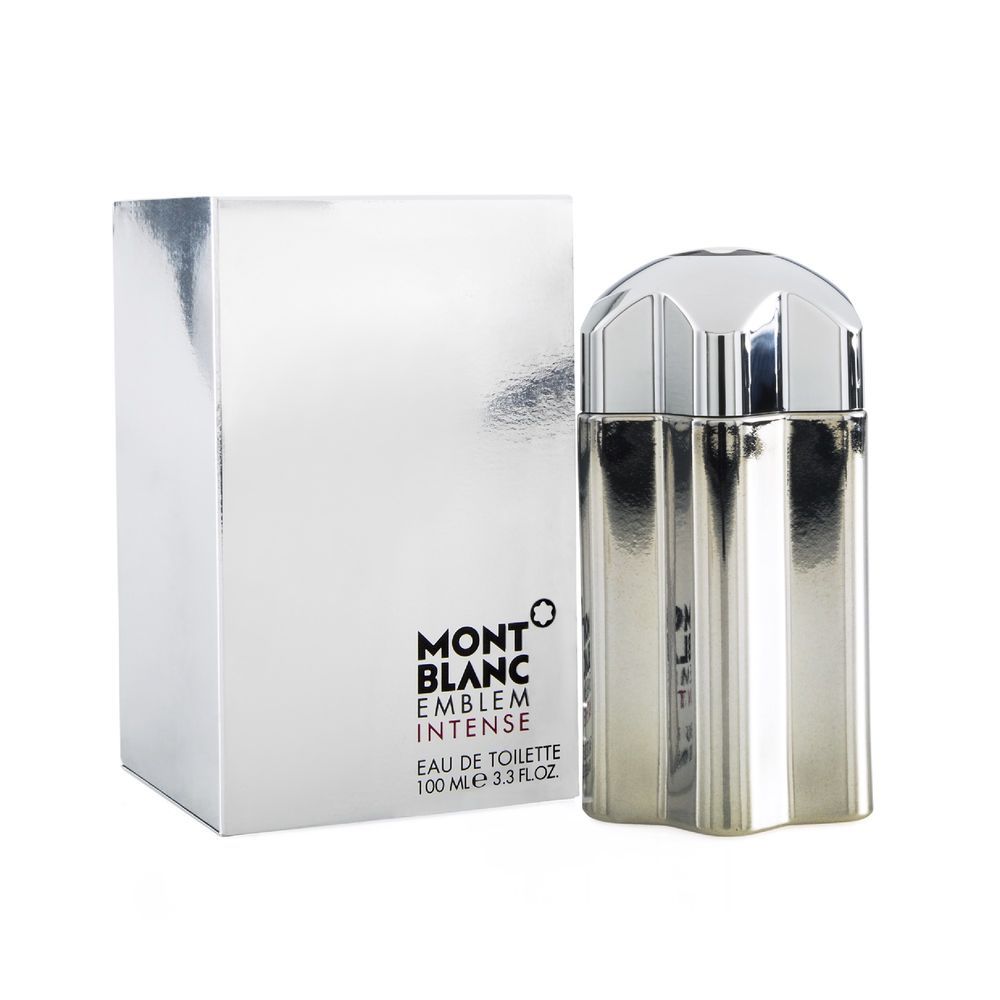 MONT
BLANC
EMBLEM
INTENSE
EAU DE TOILETTE
100 ML℮ 3.3 FL.OZ.